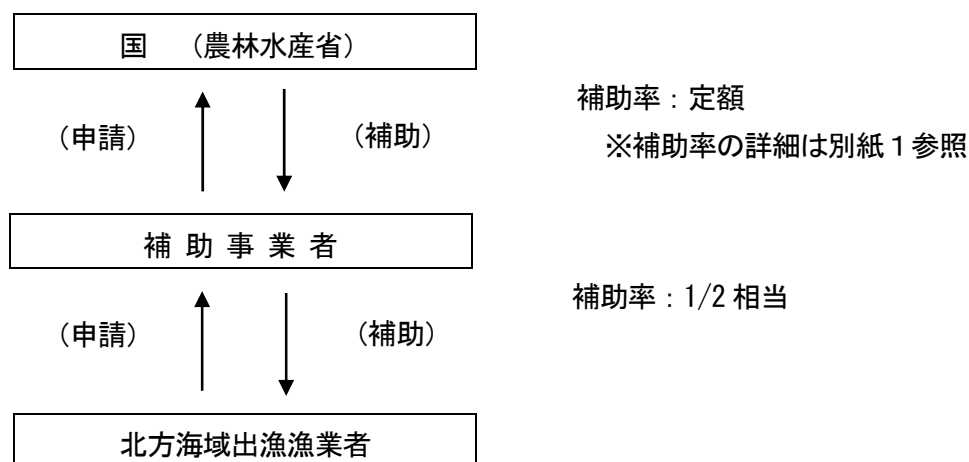 国　（農林水産省）
補助率：定額
（申請）　（補助）
※補助率の詳細は別紙１参照
補 助 事 業 者
補助率：1/2 相当
（申請）　（補助）
北方海域出漁漁業者